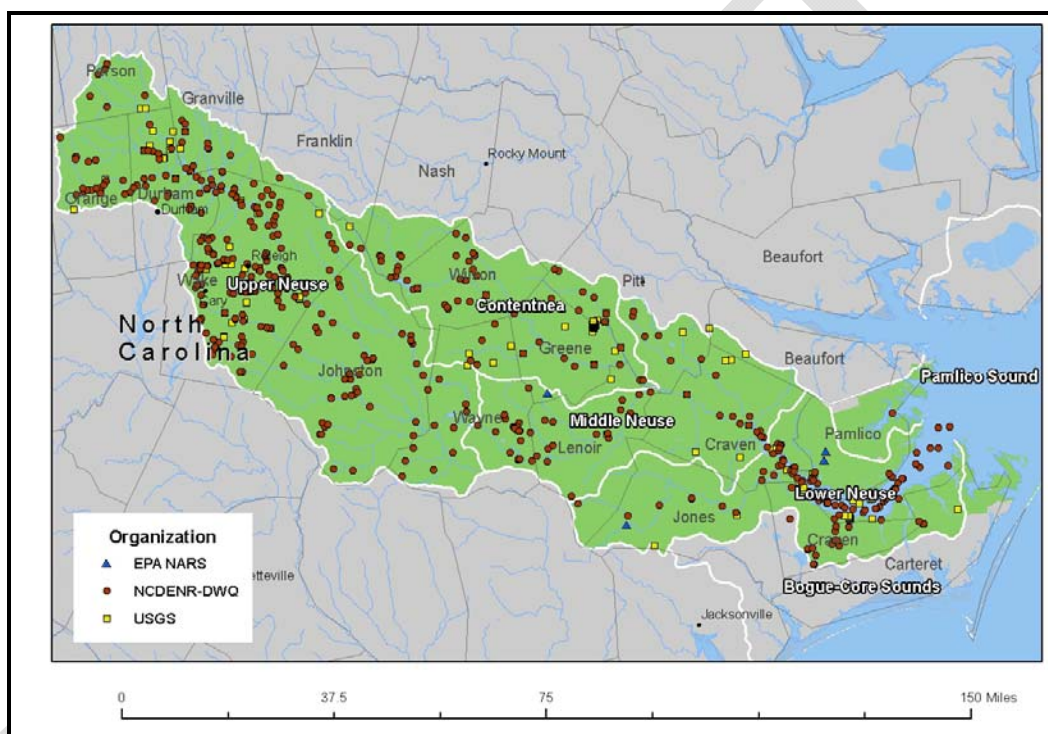 Person
Granville
Franklin
Nash
Rocky Mount
Orange
Durham
Durham
Beaufort
Wake
Raleigh
Cary
Upper Neuse
Wilson
Pitt
Contentnea
North
Carolina
Greene
Johnston
Beaufort
Pamlico Sound
Wayne
Middle Neuse
Lenoir
Craven
Pamlico
Lower Neuse
Jones
Craven
Carteret
Bogue-Core Sounds
Jacksonville
etteville
Organization
EPA NARS
NCDENR-DWQ
USGS
0 37.5 75 150 Miles